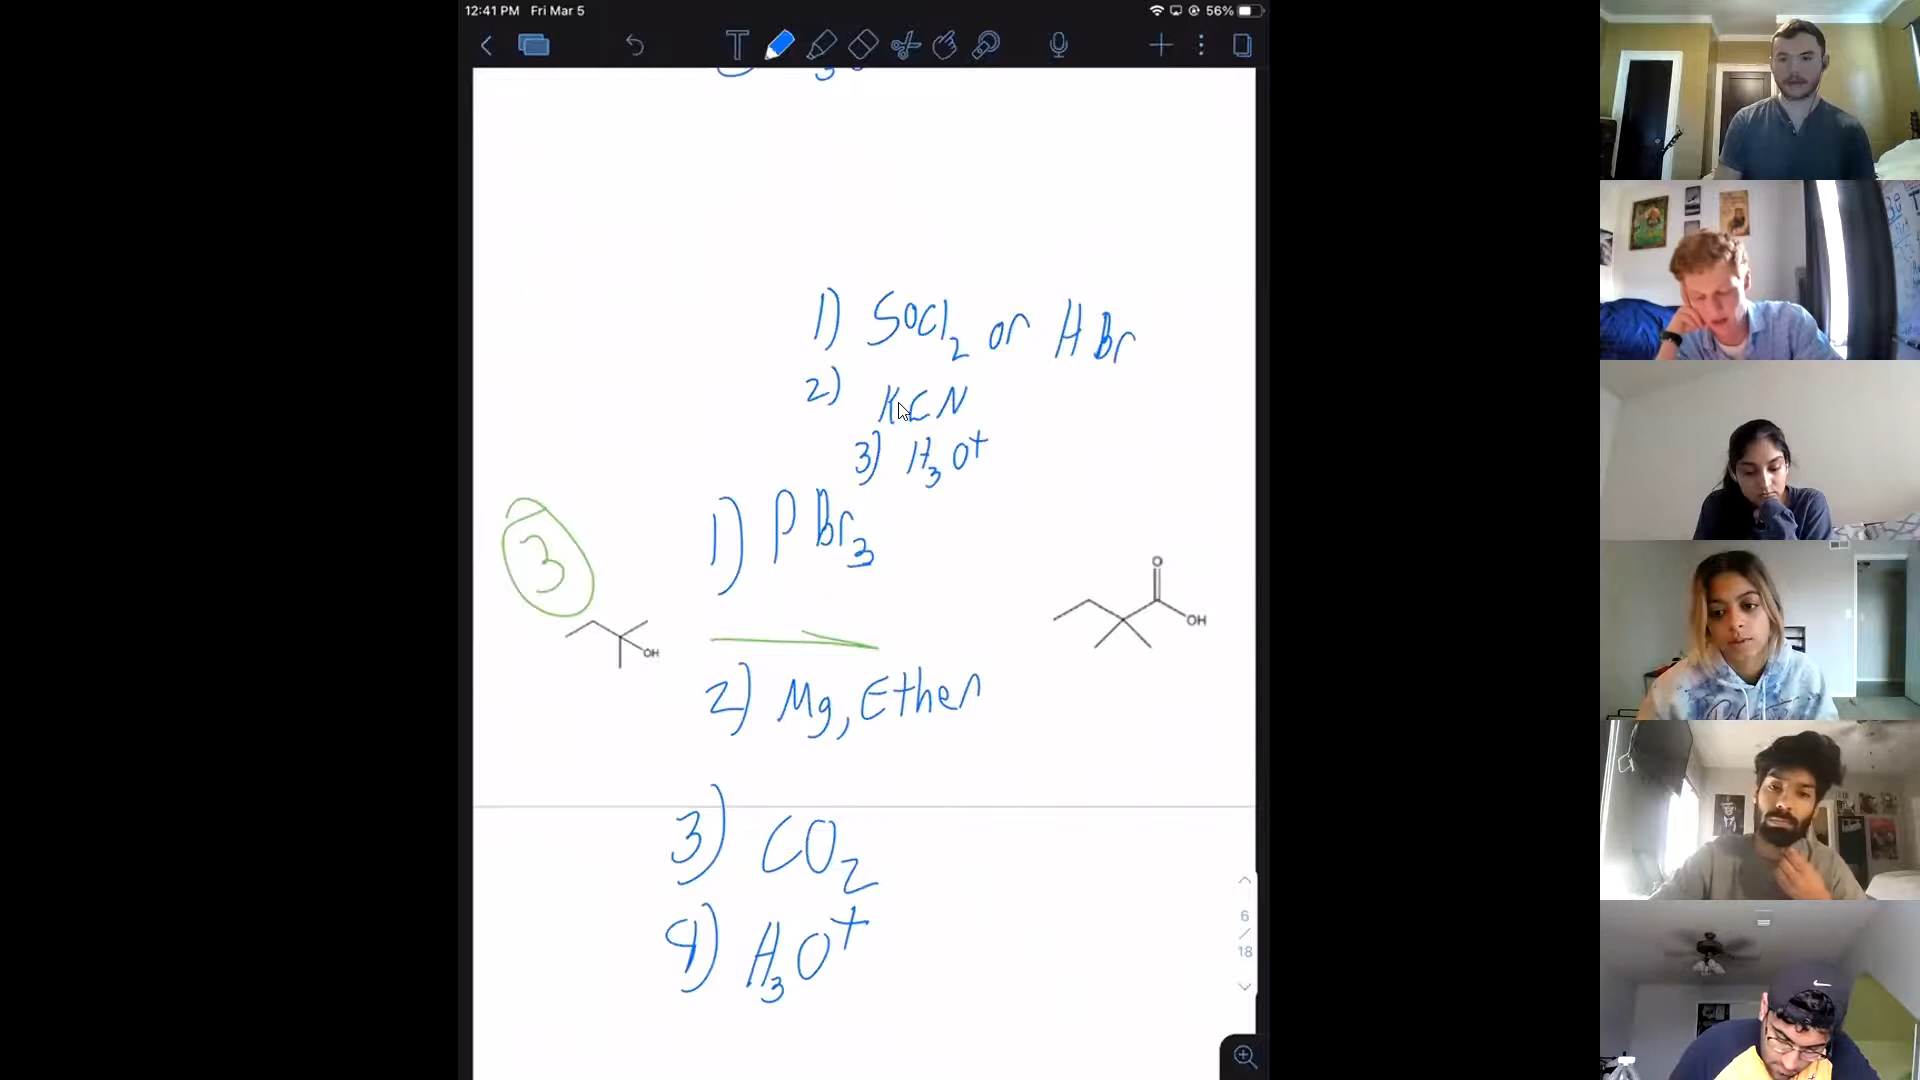 12:41 PM Fri Mar 5
56%
T
1) SOCl2 or HBr
2) KCN
3) H3O+
3
1) PBr3
OH
O
OH
2) Mg, Ether
3) CO2
4) H3O+
6
/
18